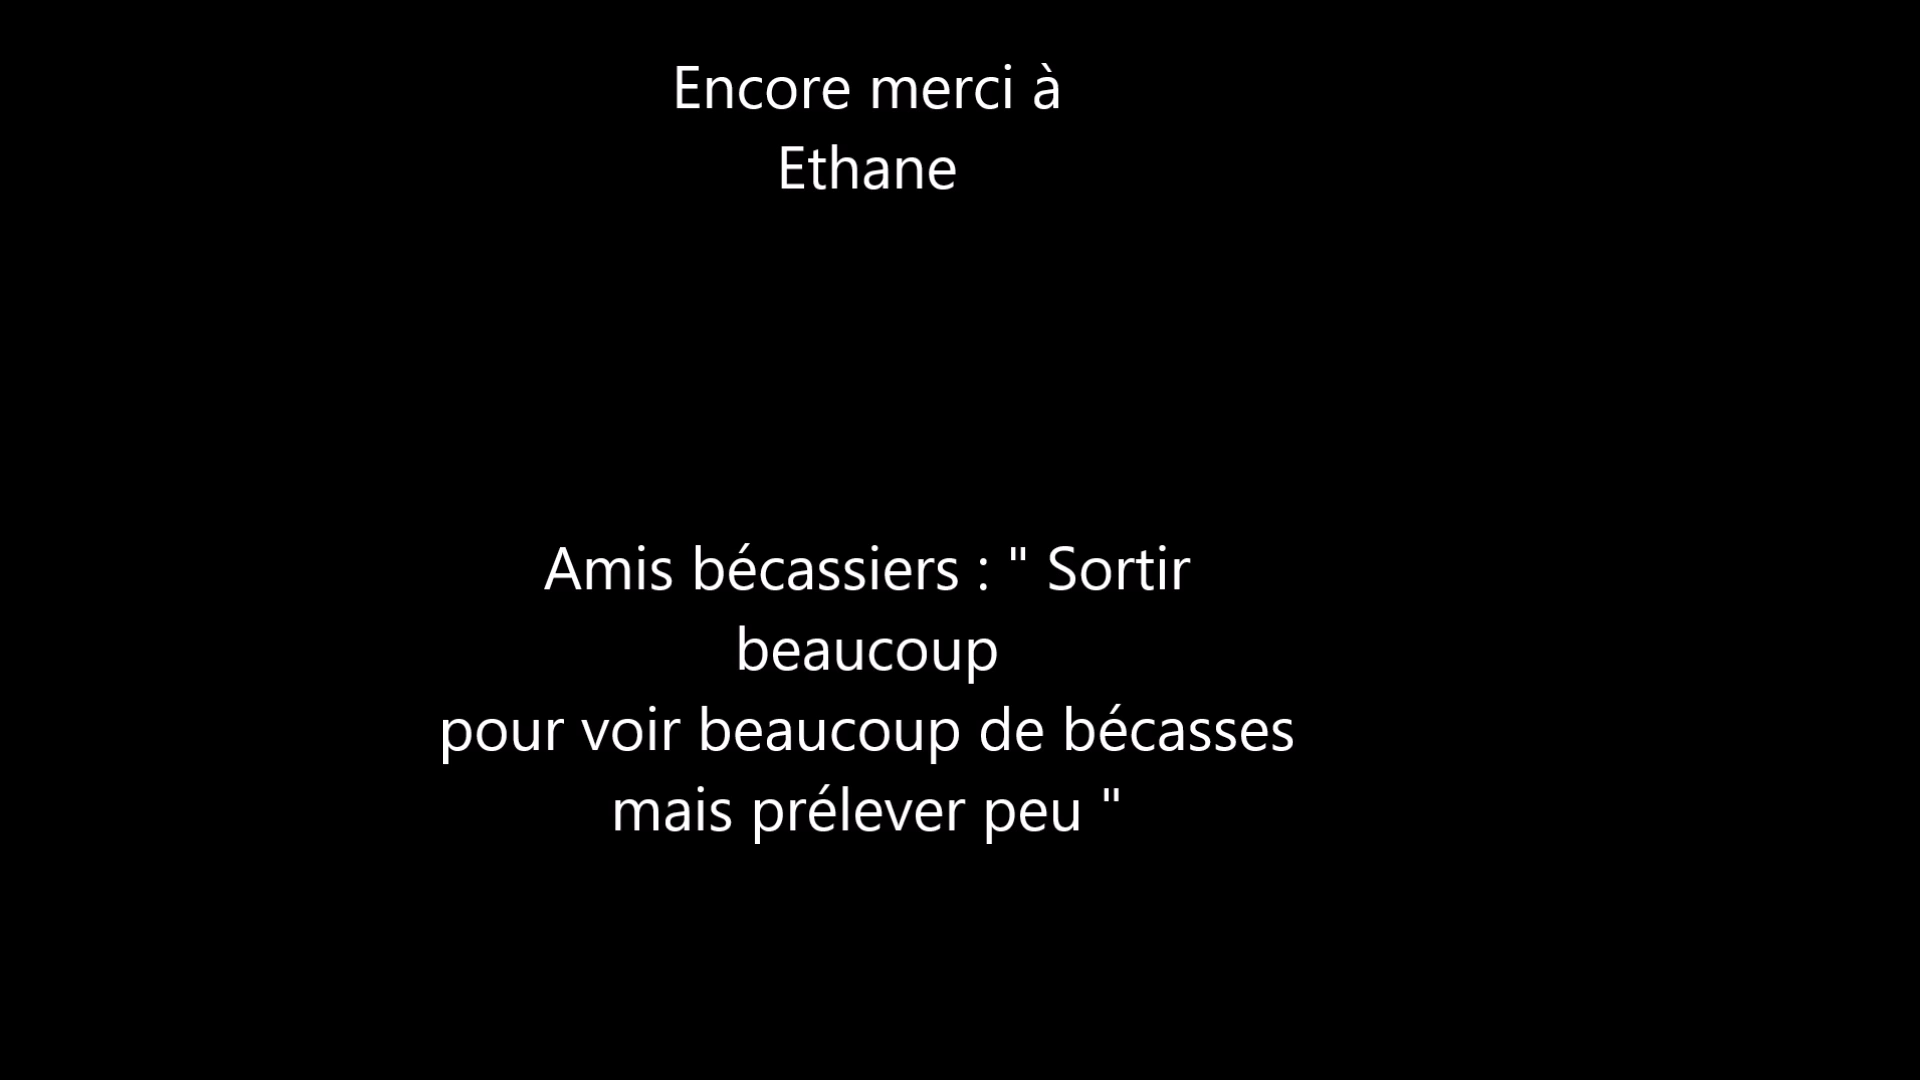 Encore merci à
Ethane
Amis bécassiers : " Sortir
beaucoup
pour voir beaucoup de bécasses
mais prélever peu "